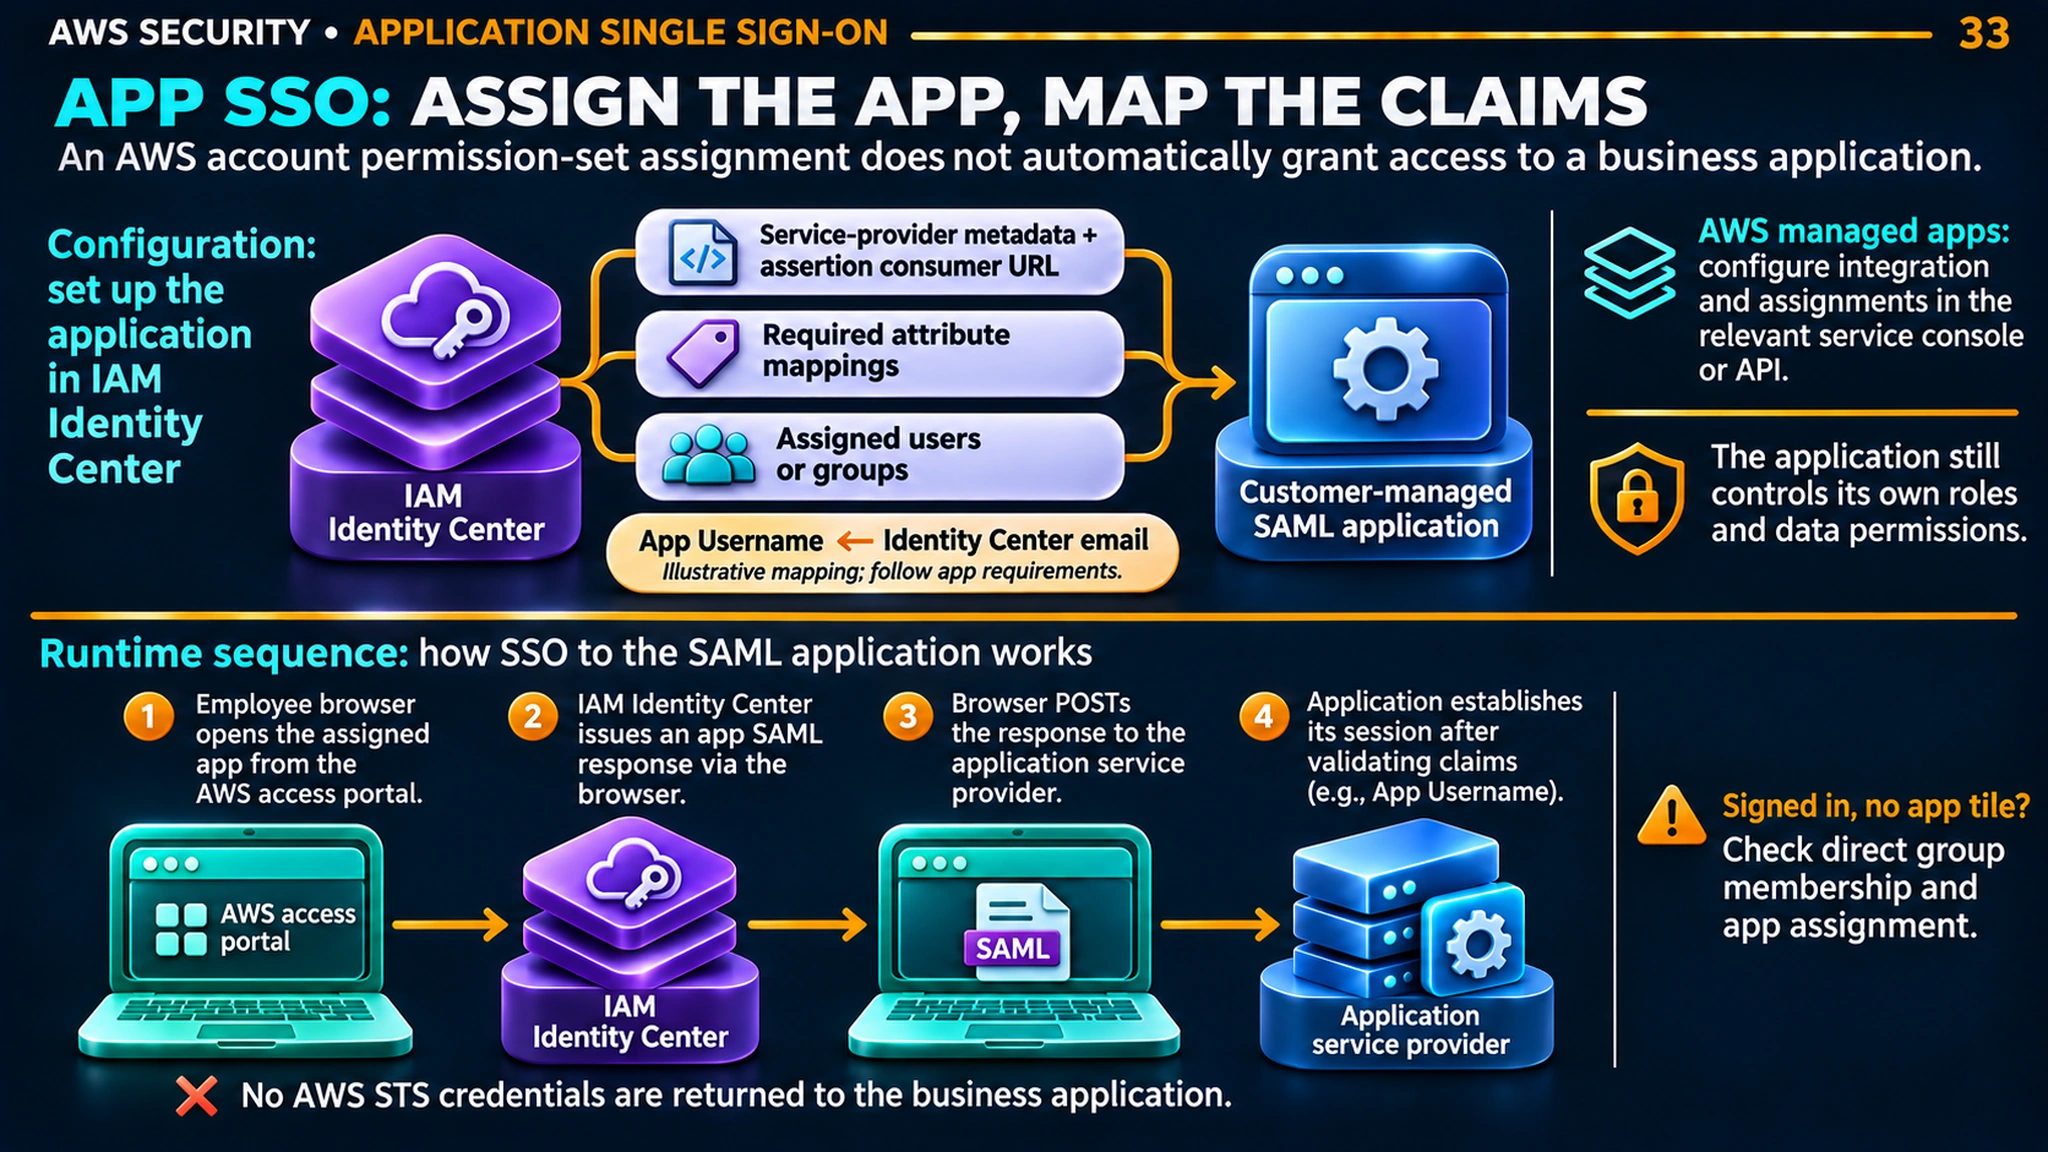 AWS SECURITY • APPLICATION SINGLE SIGN-ON
33
APP SSO: ASSIGN THE APP, MAP THE CLAIMS
An AWS account permission-set assignment does not automatically grant access to a business application.
Configuration:
set up the
application
in IAM
Identity
Center
IAM
Identity Center
</>
Service-provider metadata +
assertion consumer URL
Required attribute
mappings
Assigned users
or groups
App Username ← Identity Center email
Illustrative mapping; follow app requirements.
Customer-managed
SAML application
AWS managed apps:
configure integration
and assignments in the
relevant service console
or API.
The application still
controls its own roles
and data permissions.
Runtime sequence: how SSO to the SAML application works
1
Employee browser
opens the assigned
app from the
AWS access portal.
2
IAM Identity Center
issues an app SAML
response via the
browser.
3
Browser POSTs
the response to the
application service
provider.
4
Application establishes
its session after
validating claims
(e.g., App Username).
AWS access
portal
IAM
Identity Center
SAML
Application
service provider
Signed in, no app tile?
Check direct group
membership and
app assignment.
No AWS STS credentials are returned to the business application.